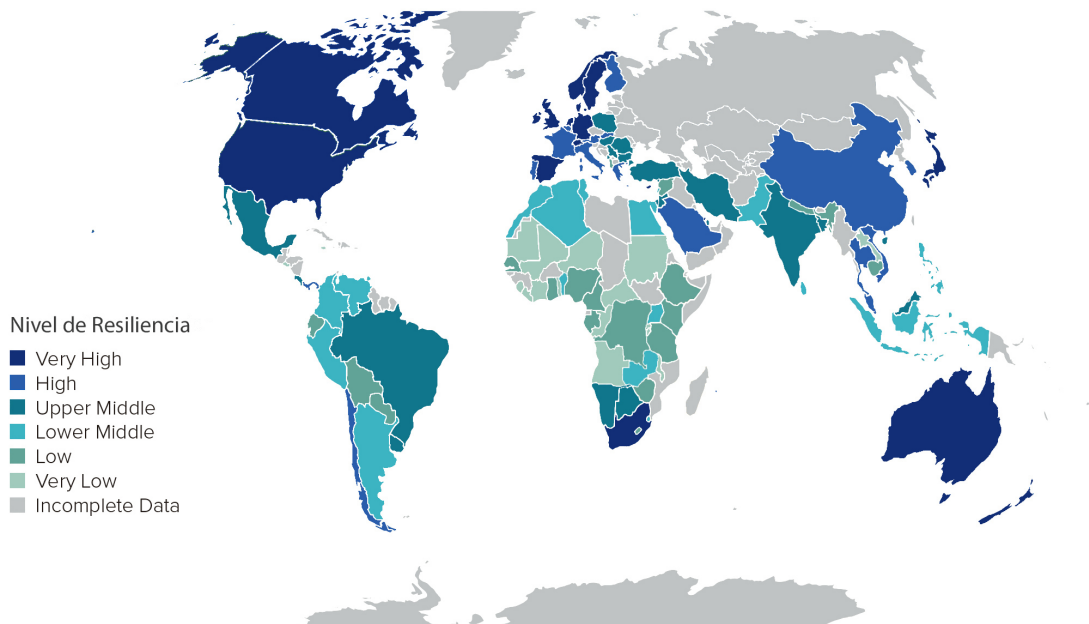 Nivel de Resiliencia
Very High
High
Upper Middle
Lower Middle
Low
Very Low
Incomplete Data